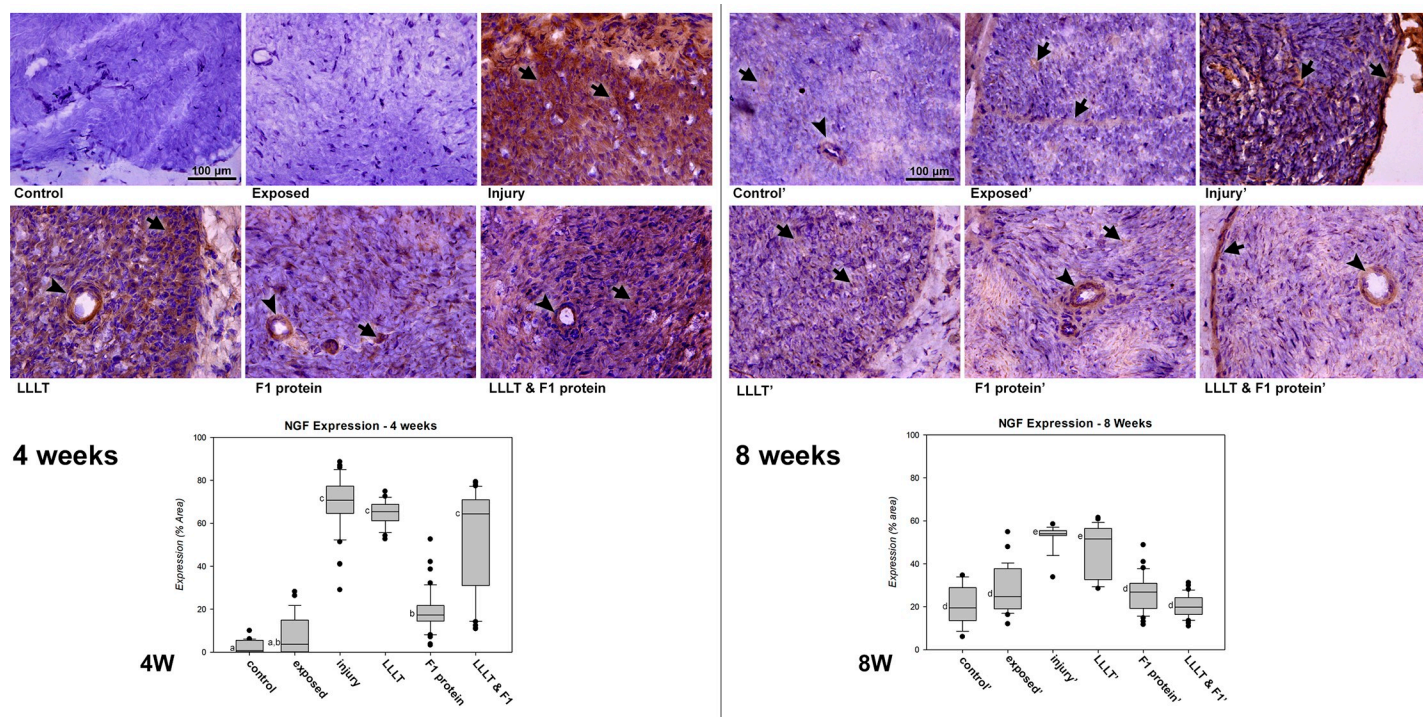 100 µm
Control
Exposed
Injury
LLLT
F1 protein
LLLT & F1 protein
4 weeks
NGF Expression - 4 weeks
Expression (% Area)
100
80
60
40
20
0
a
a,b
c
c
b
c
control
exposed
injury
LLLT
F1 protein
LLLT & F1
4W
100 µm
Control’
Exposed’
Injury’
LLLT’
F1 protein’
LLLT & F1 protein’
8 weeks
NGF Expression - 8 Weeks
Expression (% area)
100
80
60
40
20
0
d
d
e
e
d
d
control’
exposed’
injury’
LLLT’
F1 protein’
LLLT & F1’
8W